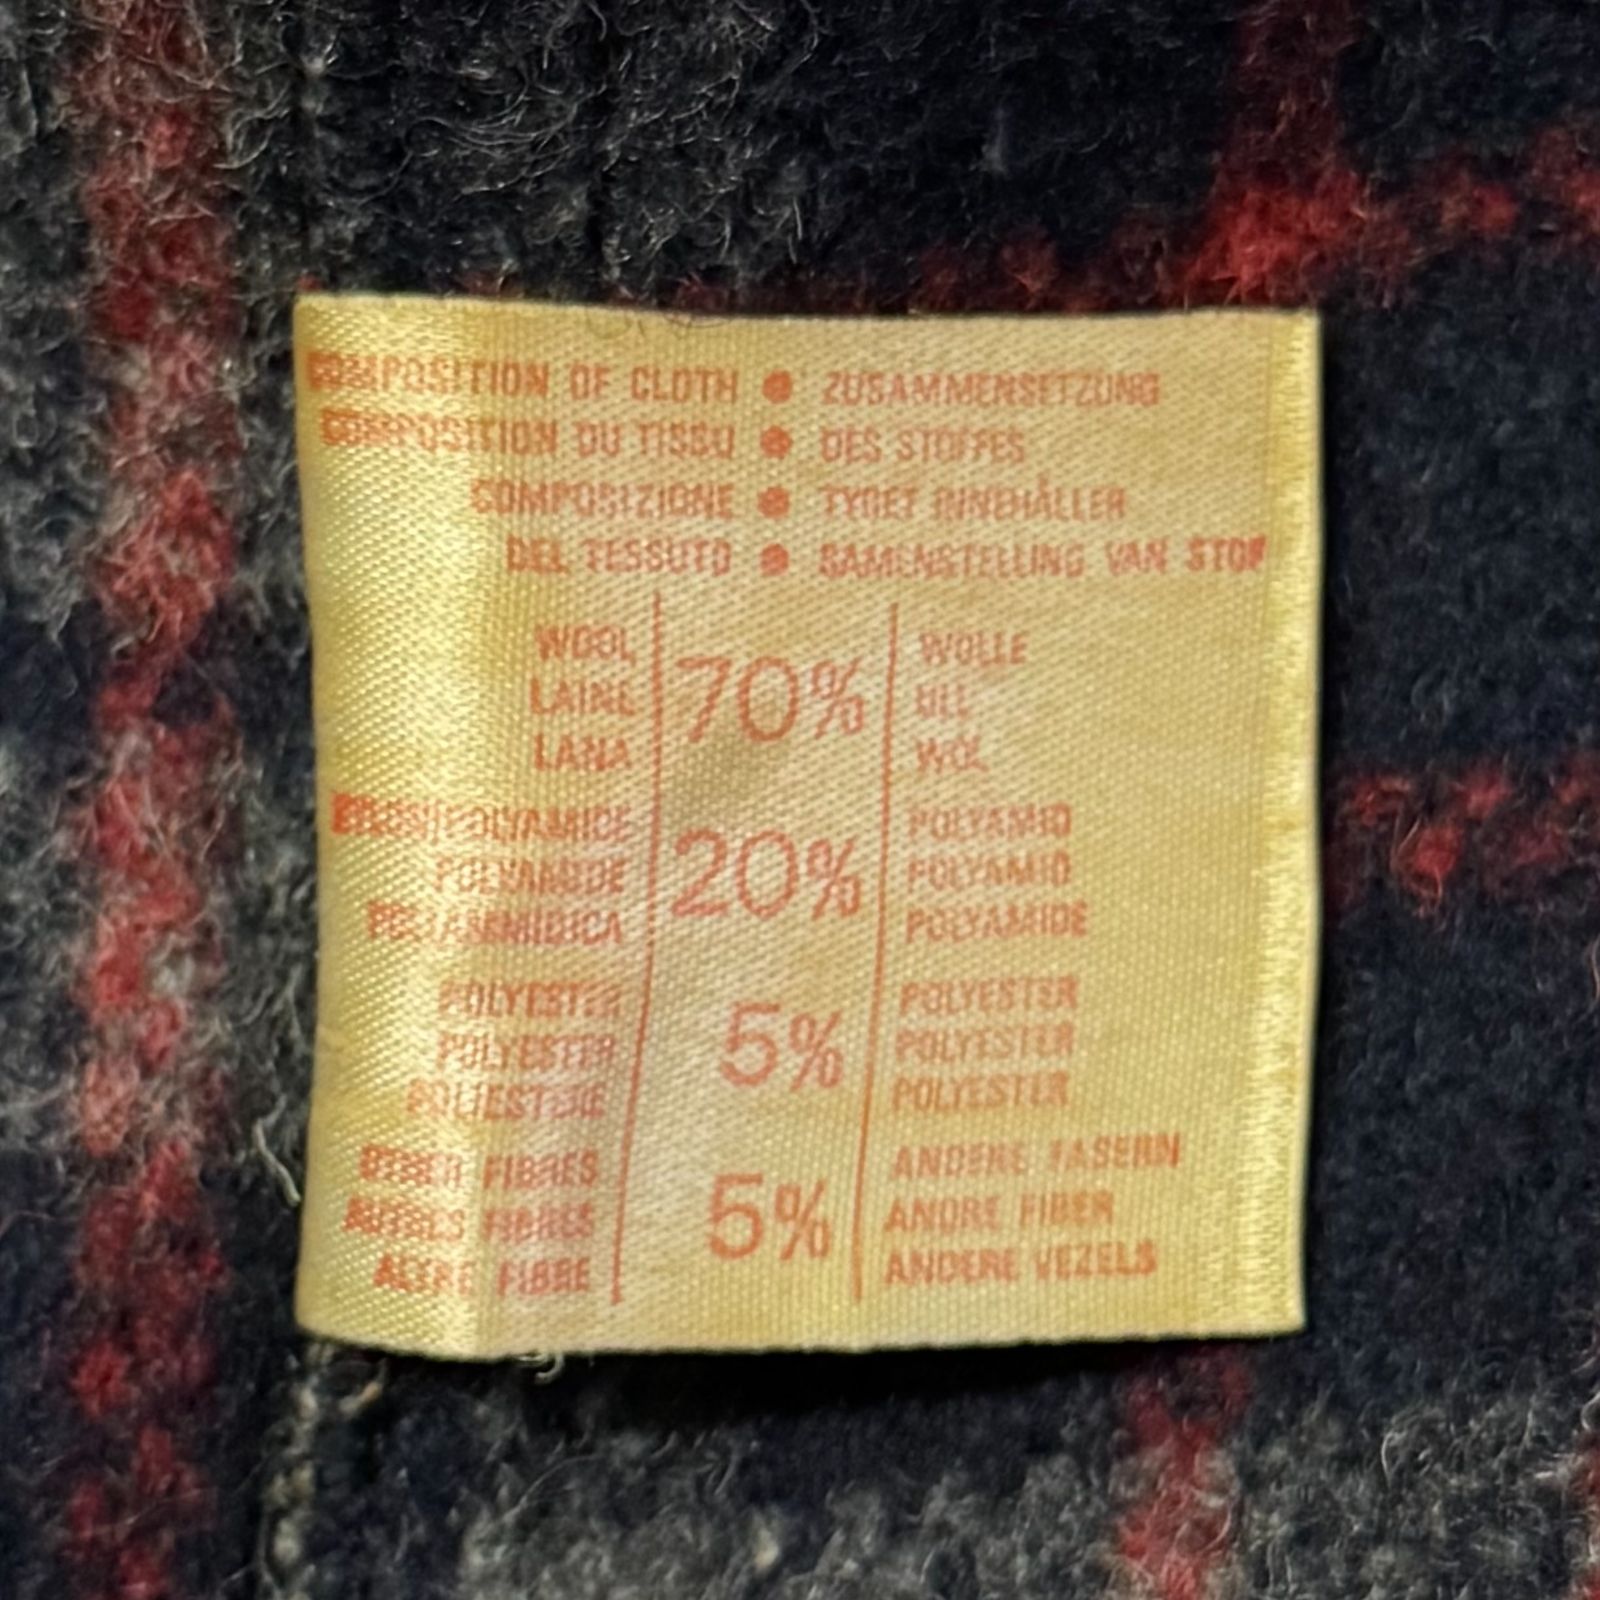 COMPOSITION OF CLOTH ● ZUSAMMENSETZUNG
COMPOSITION DU TISSU ● DES STOFFES
COMPOSIZIONE ● TYGET INNEHÅLLER
DEL TESSUTO ● SAMENSTELLING VAN STOF
WOOL
LAINE
LANA
70%
WOLLE
ULL
WOL
POLYAMIDE
POLYAMIDE
POLIAMMIDICA
20%
POLYAMID
POLYAMID
POLYAMIDE
POLYESTER
POLYESTER
POLIESTERE
5%
POLYESTER
POLYESTER
POLYESTER
OTHER FIBRES
AUTRES FIBRES
ALTRE FIBRE
5%
ANDERE FASERN
ANDRE FIBER
ANDERE VEZELS